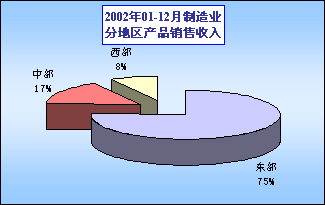 2002年01-12月制造业
分地区产品销售收入
西部
8%
中部
17%
东部
75%